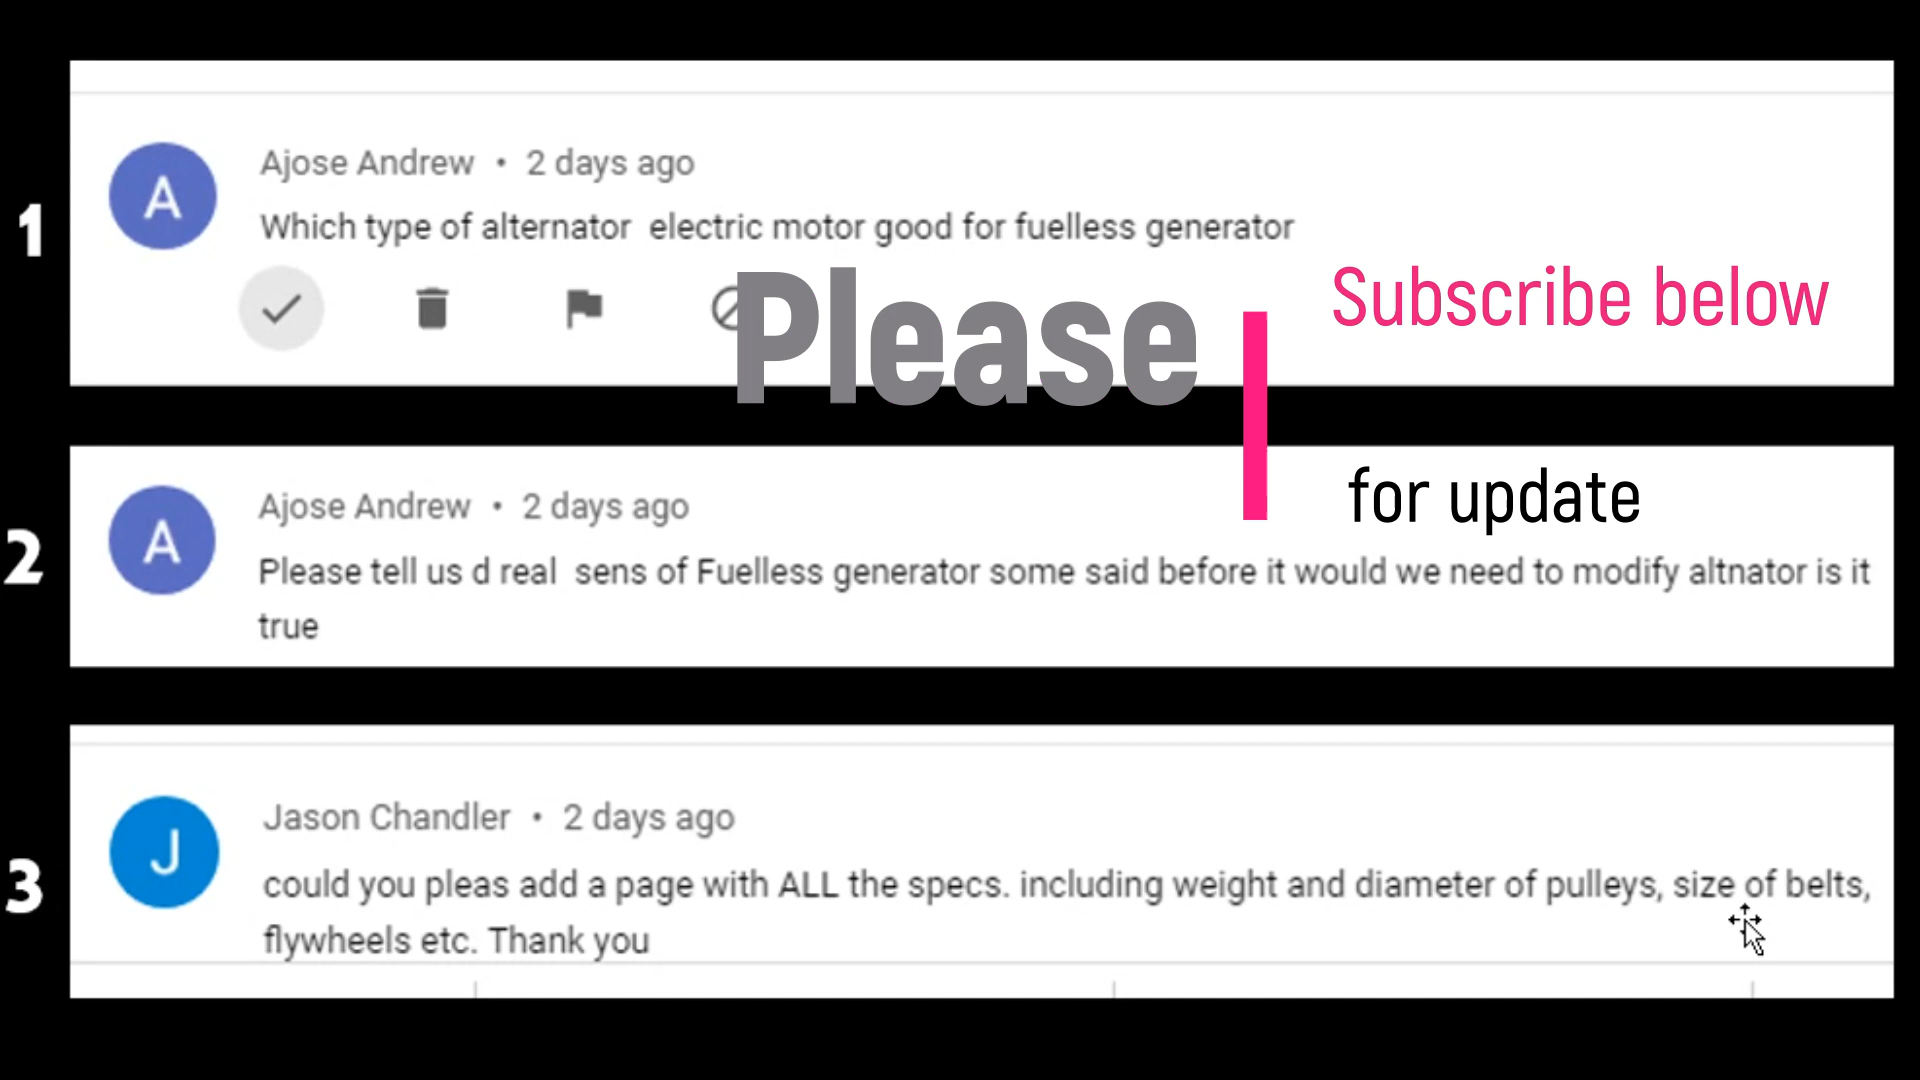 1
A
Ajose Andrew • 2 days ago
Which type of alternator electric motor good for fuelless generator
Please
Subscribe below
for update
2
A
Ajose Andrew • 2 days ago
Please tell us d real sens of Fuelless generator some said before it would we need to modify altnator is it
true
3
J
Jason Chandler • 2 days ago
could you pleas add a page with ALL the specs. including weight and diameter of pulleys, size of belts,
flywheels etc. Thank you